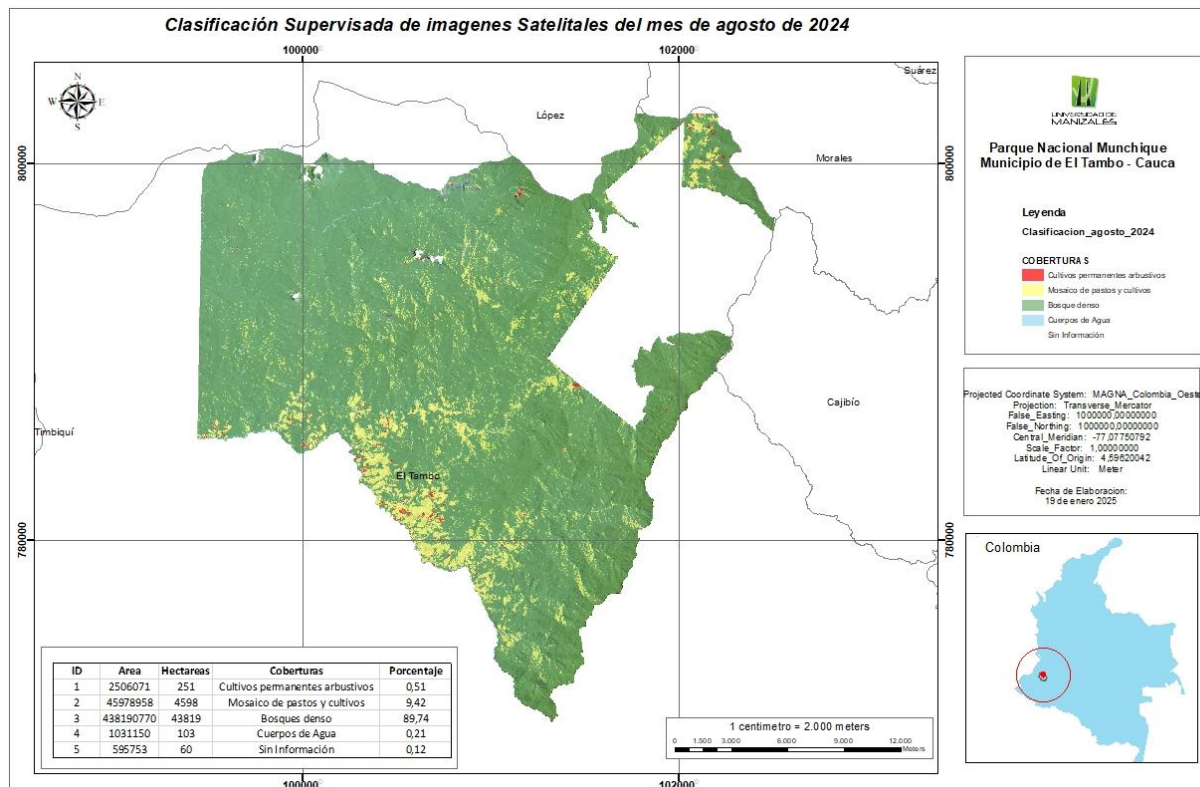 Clasificación Supervisada de imagenes Satelitales del mes de agosto de 2024
100000 102000
N
W E
S
Suárez
López
Morales
800000 800000
Cajibío
Timbiquí
El Tambo
780000 780000
ID Area Hectareas Coberturas Porcentaje
1 2506071 251 Cultivos permanentes arbustivos 0,51
2 45978958 4598 Mosaico de pastos y cultivos 9,42
3 438190770 43819 Bosques denso 89,74
4 1031150 103 Cuerpos de Agua 0,21
5 595753 60 Sin Información 0,12
1 centimetro = 2.000 meters
0 1.500 3.000 6.000 9.000 12.000
Meters
100000 102000
UNIVERSIDAD DE
MANIZALES
Parque Nacional Munchique
Municipio de El Tambo - Cauca
Leyenda
Clasificacion_agosto_2024
COBERTURAS
Cultivos permanentes arbustivos
Mosaico de pastos y cultivos
Bosque denso
Cuerpos de Agua
Sin Información
Projected Coordinate System: MAGNA_Colombia_Oeste
Projection: Transverse_Mercator
False_Easting: 1000000,00000000
False_Northing: 1000000,00000000
Central_Meridian: -77,07750792
Scale_Factor: 1,00000000
Latitude_Of_Origin: 4,59620042
Linear Unit: Meter
Fecha de Elaboracion:
19 de enero 2025
Colombia